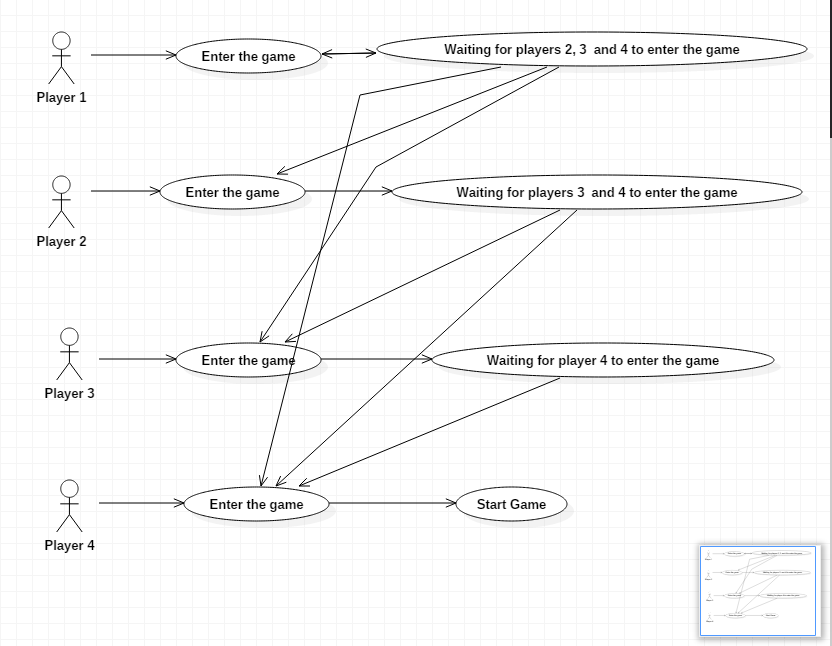 Enter the game
Waiting for players 2, 3  and 4 to enter the game
Player 1
Enter the game
Waiting for players 3  and 4 to enter the game
Player 2
Enter the game
Waiting for player 4 to enter the game
Player 3
Enter the game
Start Game
Player 4